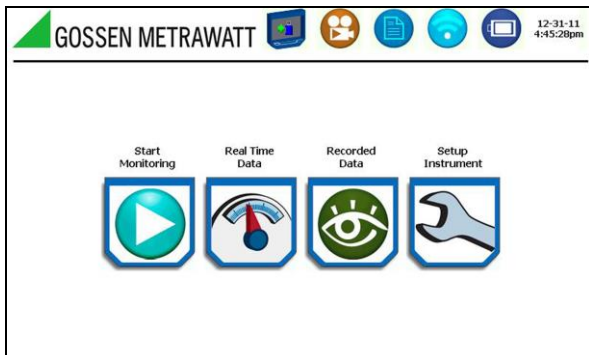 GOSSEN METRAWATT
12-31-11
4:45:28pm
Start
Monitoring
Real Time
Data
Recorded
Data
Setup
Instrument